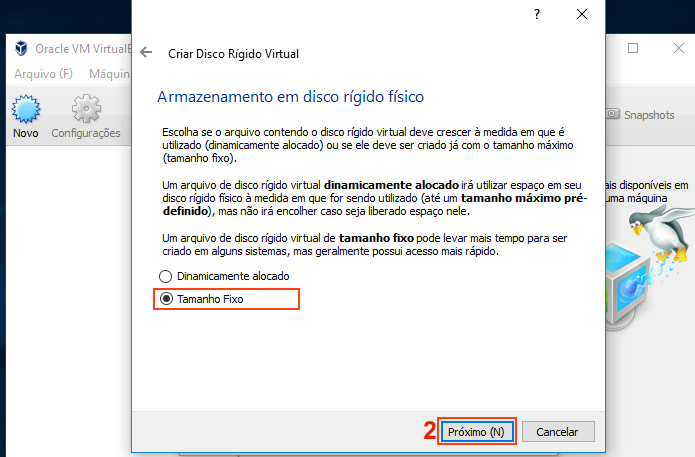 ?
Oracle VM VirtualB
Criar Disco Rígido Virtual
Arquivo (F) Máquina
Armazenamento em disco rígido físico
Novo Configurações
Snapshots
Escolha se o arquivo contendo o disco rígido virtual deve crescer à medida em que é
utilizado (dinamicamente alocado) ou se ele deve ser criado já com o tamanho máximo
(tamanho fixo).
Um arquivo de disco rígido virtual dinamicamente alocado irá utilizar espaço em seu
disco rígido físico à medida em que for sendo utilizado (até um tamanho máximo pré-
definido), mas não irá encolher caso seja liberado espaço nele.
ais disponíveis em
uma máquina
Um arquivo de disco rígido virtual de tamanho fixo pode levar mais tempo para ser
criado em alguns sistemas, mas geralmente possui acesso mais rápido.
Dinamicamente alocado
Tamanho Fixo
2 Próximo (N) Cancelar